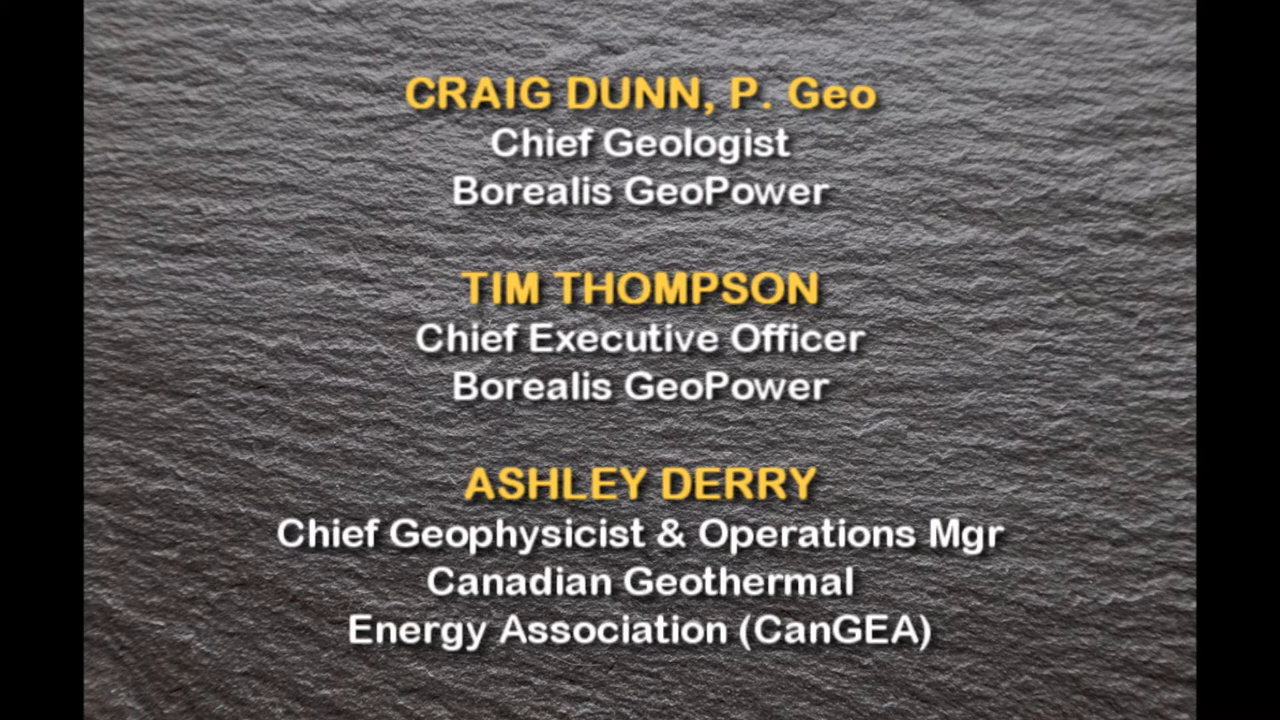 CRAIG DUNN, P. Geo
Chief Geologist
Borealis GeoPower
TIM THOMPSON
Chief Executive Officer
Borealis GeoPower
ASHLEY DERRY
Chief Geophysicist & Operations Mgr
Canadian Geothermal
Energy Association (CanGEA)